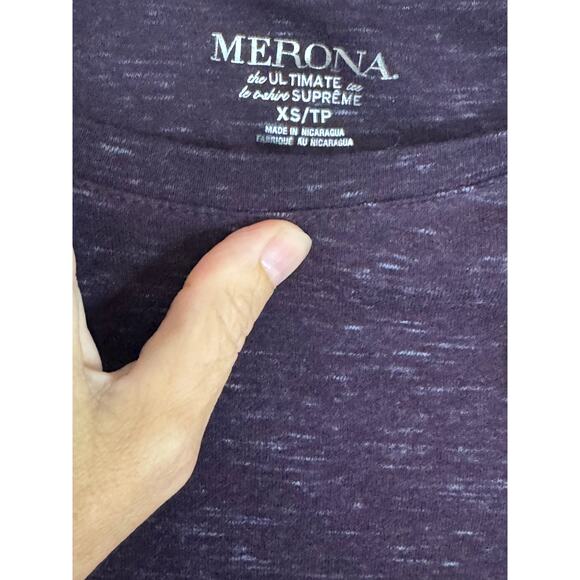 MERONA.
the ULTIMATE tee
le t-shirt SUPRÊME
XS/TP
MADE IN NICARAGUA
FABRIQUÉ AU NICARAGUA